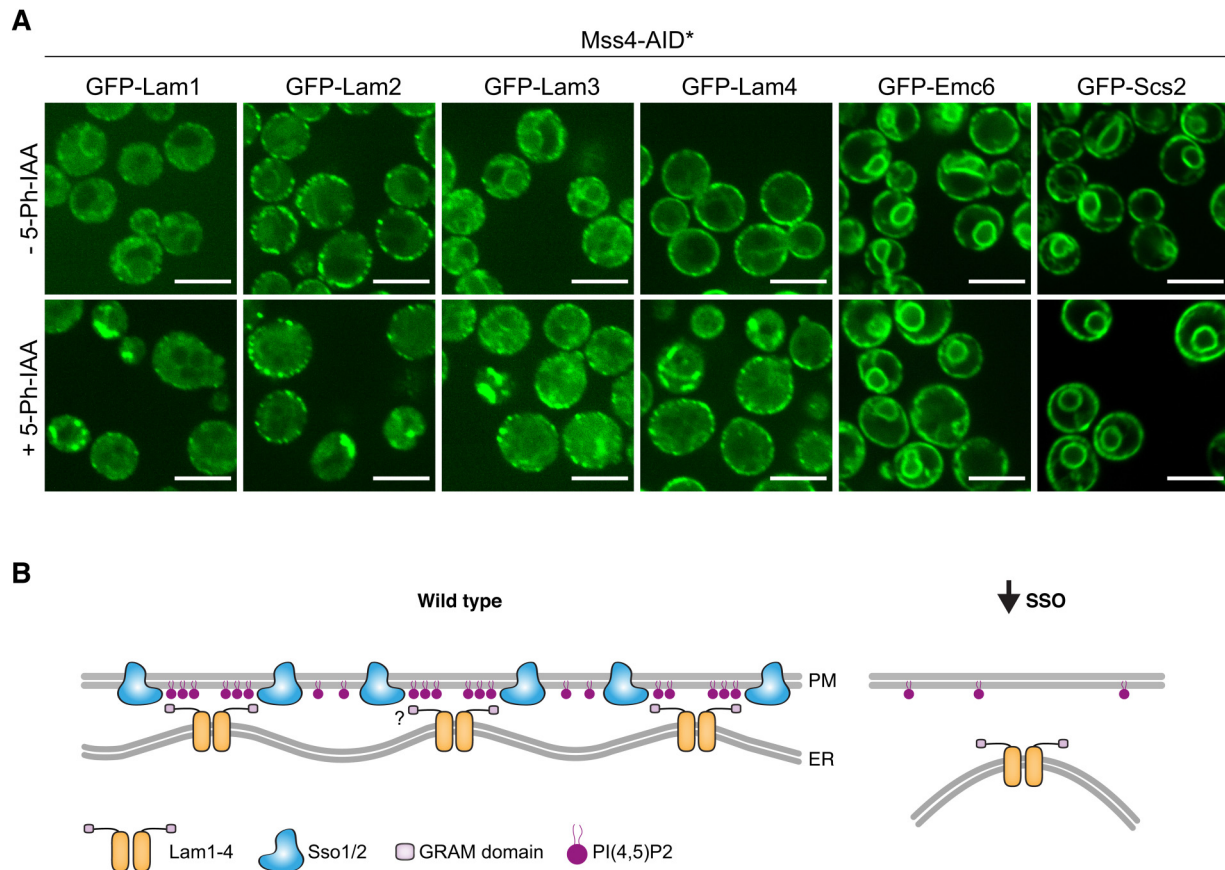 A
Mss4-AID*
GFP-Lam1 GFP-Lam2 GFP-Lam3 GFP-Lam4 GFP-Emc6 GFP-Scs2
- 5-Ph-IAA
+ 5-Ph-IAA
B
Wild type
SSO
PM
?
ER
Lam1-4 Sso1/2 GRAM domain PI(4,5)P2